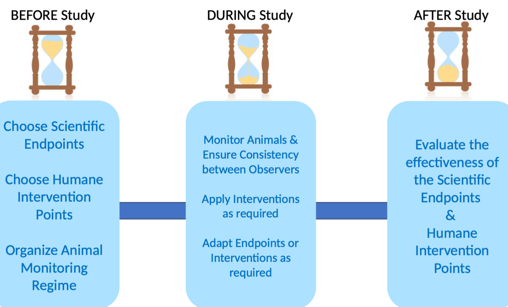 BEFORE Study
Choose Scientific
Endpoints
Choose Humane
Intervention
Points
Organize Animal
Monitoring
Regime
DURING Study
Monitor Animals &
Ensure Consistency
between Observers
Apply Interventions
as required
Adapt Endpoints or
Interventions as
required
AFTER Study
Evaluate the
effectiveness of
the Scientific
Endpoints
&
Humane
Intervention
Points